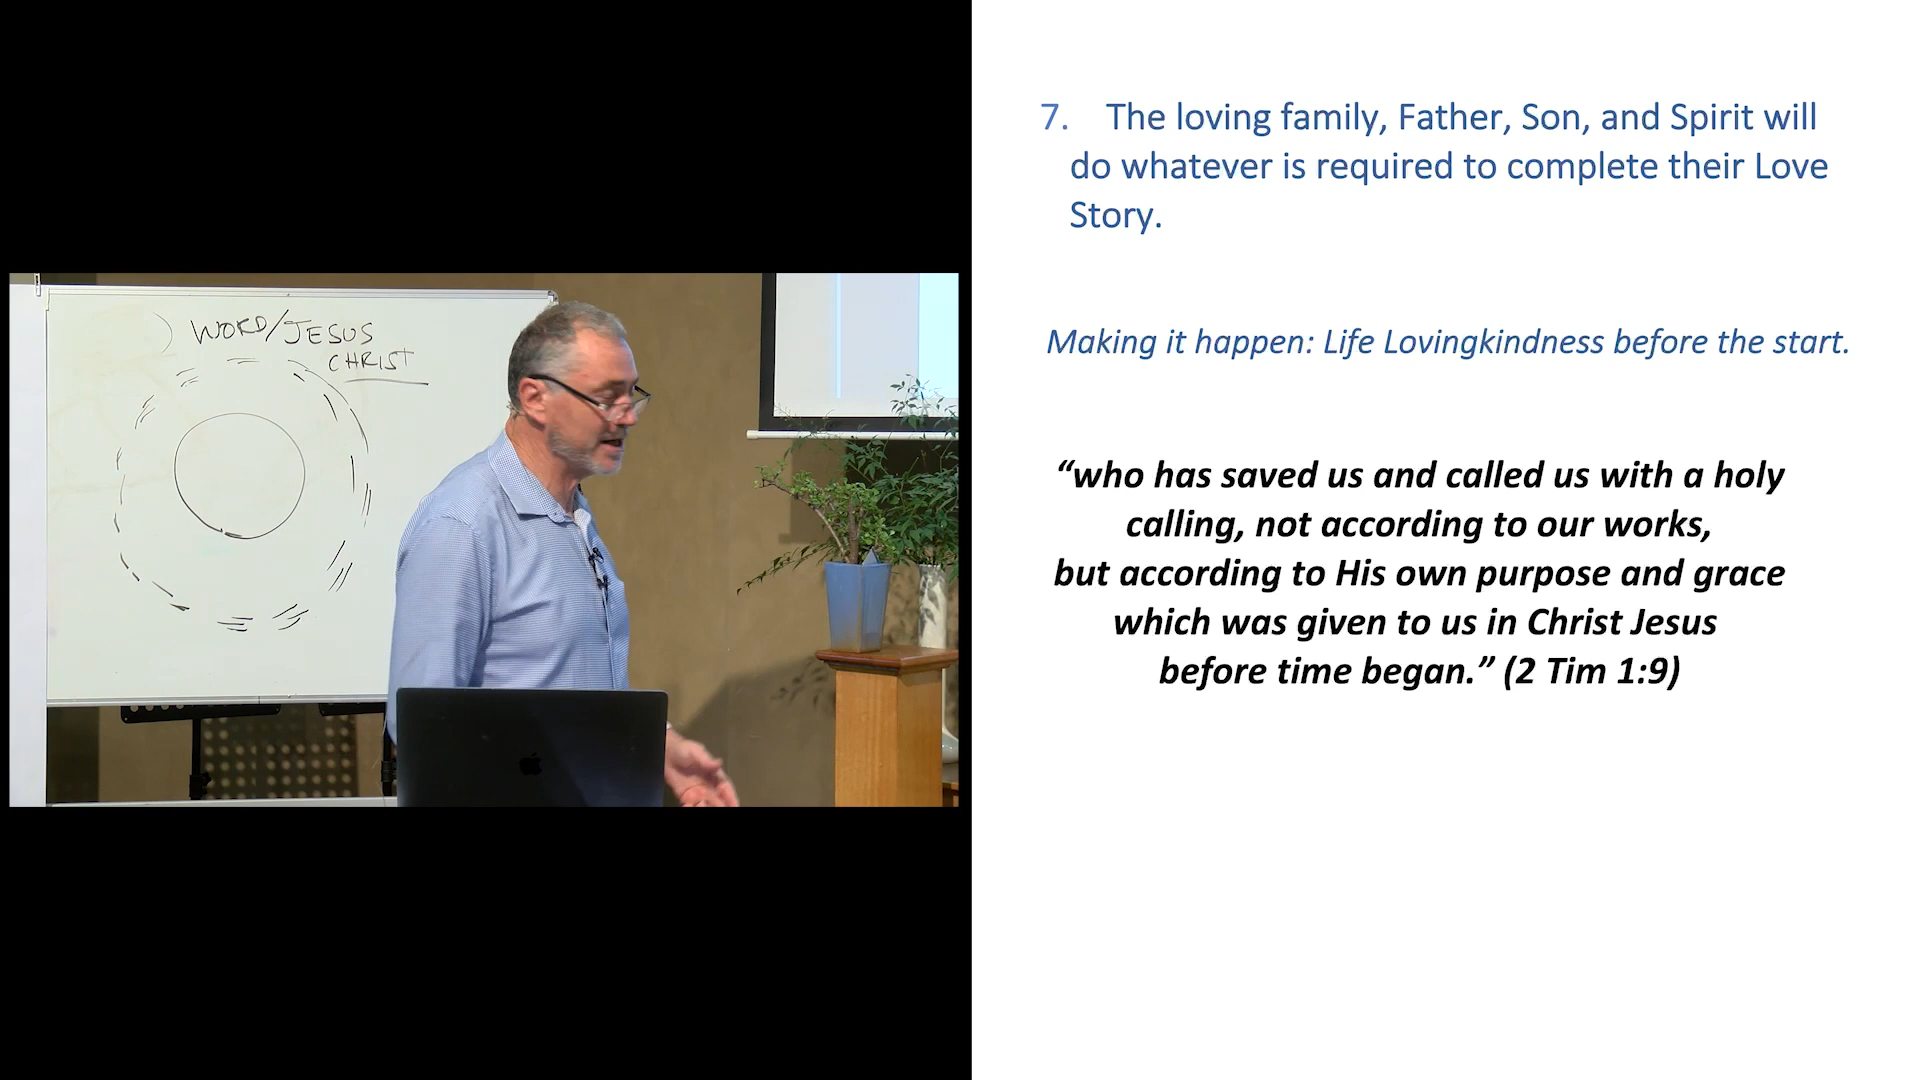 WORD/JESUS
CHRIST
7. The loving family, Father, Son, and Spirit will
do whatever is required to complete their Love
Story.
Making it happen: Life Lovingkindness before the start.
“who has saved us and called us with a holy
calling, not according to our works,
but according to His own purpose and grace
which was given to us in Christ Jesus
before time began.” (2 Tim 1:9)